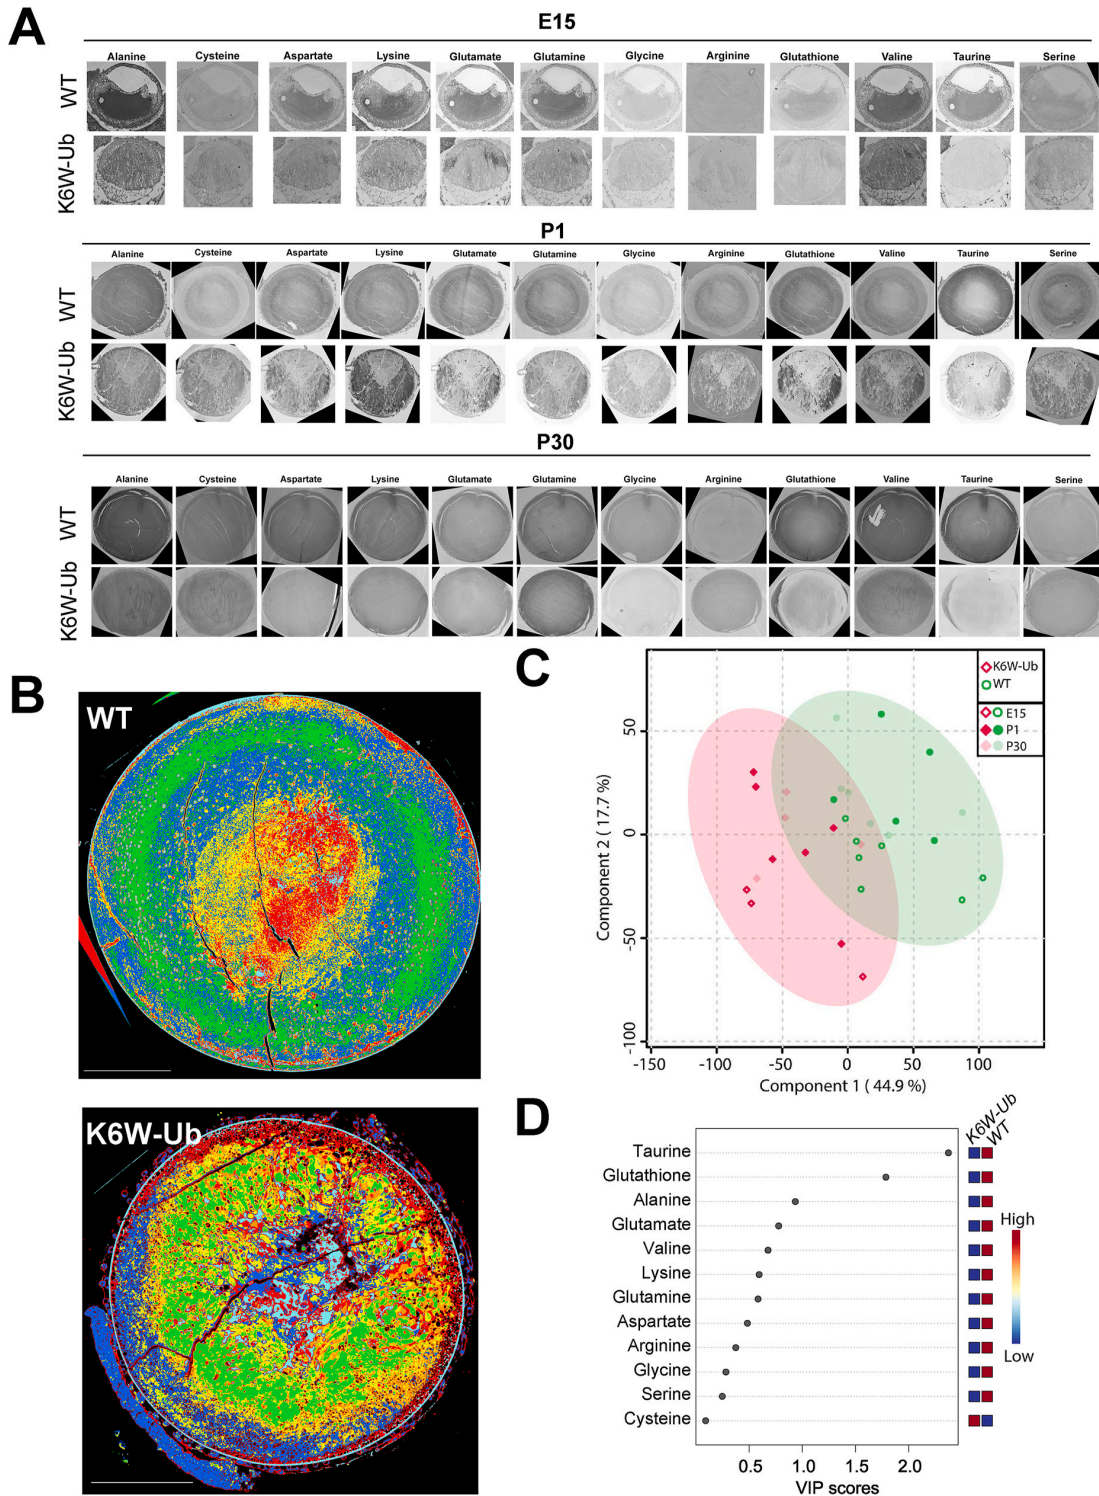 A
E15
Alanine Cysteine Aspartate Lysine Glutamate Glutamine Glycine Arginine Glutathione Valine Taurine Serine
WT
K6W-Ub
P1
Alanine Cysteine Aspartate Lysine Glutamate Glutamine Glycine Arginine Glutathione Valine Taurine Serine
WT
K6W-Ub
P30
Alanine Cysteine Aspartate Lysine Glutamate Glutamine Glycine Arginine Glutathione Valine Taurine Serine
WT
K6W-Ub
B
WT
K6W-Ub
C
K6W-Ub
WT
E15
P1
P30
Component 2 ( 17.7 %)
50
0
-50
-100
-150 -100 -50 0 50 100
Component 1 ( 44.9 %)
D
K6W-Ub
WT
Taurine
Glutathione
Alanine
Glutamate
Valine
Lysine
Glutamine
Aspartate
Arginine
Glycine
Serine
Cysteine
High
Low
0.5 1.0 1.5 2.0
VIP scores